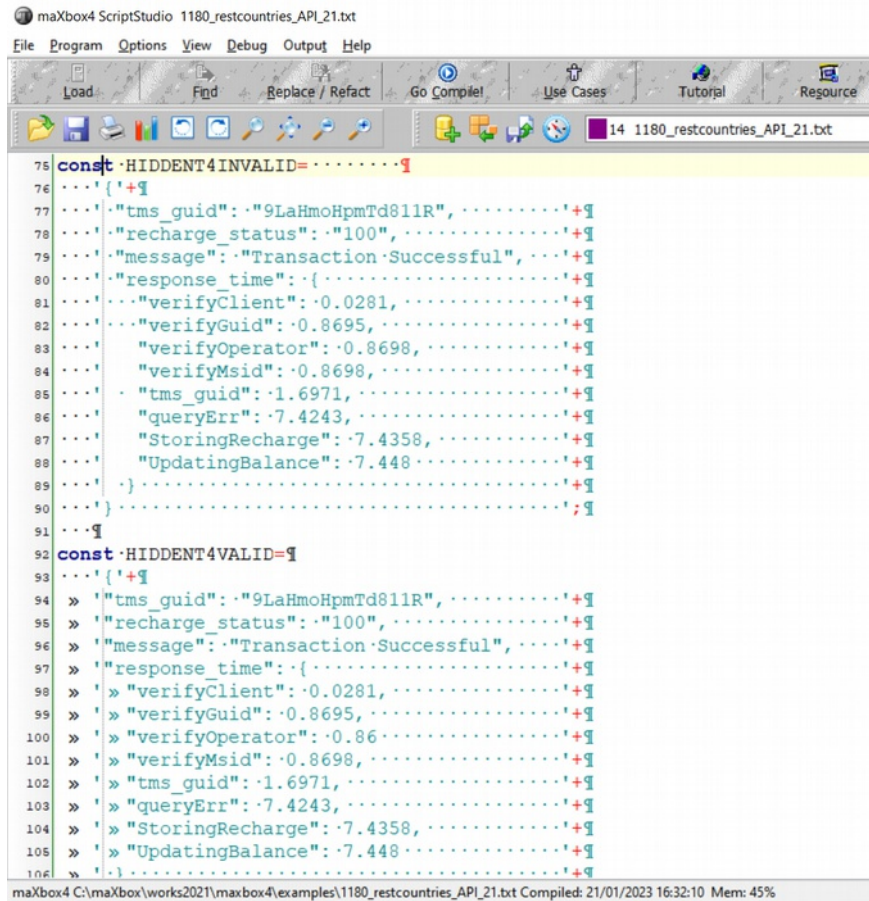 maXbox4 ScriptStudio 1180_restcountries_API_21.txt
File Program Options View Debug Output Help
Load Find Replace / Refact Go Compile! Use Cases Tutorial Resource
14 1180_restcountries_API_21.txt
75 const·HIDDENT4INVALID=········¶
76 ···'{'+¶
77 ···'·"tms_guid":·"9LaHmoHpmTd811R",·········'+¶
78 ···'·"recharge_status":·"100",··············'+¶
79 ···'·"message":·"Transaction·Successful",···'+¶
80 ···'·"response_time":·{·····················'+¶
81 ···'···"verifyClient":·0.0281,··············'+¶
82 ···'···"verifyGuid":·0.8695,················'+¶
83 ···'   "verifyOperator":·0.8698,············'+¶
84 ···'   "verifyMsid":·0.8698,················'+¶
85 ···' · "tms_guid":·1.6971,··················'+¶
86 ···'   "queryErr":·7.4243,··················'+¶
87 ···'   "StoringRecharge":·7.4358,···········'+¶
88 ···'   "UpdatingBalance":·7.448·············'+¶
89 ···' ·}·····································'+¶
90 ···'}·······································';¶
91 ···¶
92 const·HIDDENT4VALID=¶
93 ···'{'+¶
94 » '"tms_guid":·"9LaHmoHpmTd811R",··········'+¶
95 » '"recharge_status":·"100",···············'+¶
96 » '"message":·"Transaction·Successful",····'+¶
97 » '"response_time":·{······················'+¶
98 » '»"verifyClient":·0.0281,················'+¶
99 » '»"verifyGuid":·0.8695,··················'+¶
100 » '»"verifyOperator":·0.86················'+¶
101 » '»"verifyMsid":·0.8698,·················'+¶
102 » '»"tms_guid":·1.6971,···················'+¶
103 » '»"queryErr":·7.4243,···················'+¶
104 » '»"StoringRecharge":·7.4358,············'+¶
105 » '»"UpdatingBalance":·7.448··············'+¶
106 » '·}·····································'+¶
maXbox4 C:\maXbox\works2021\maxbox4\examples\1180_restcountries_API_21.txt Compiled: 21/01/2023 16:32:10 Mem: 45%